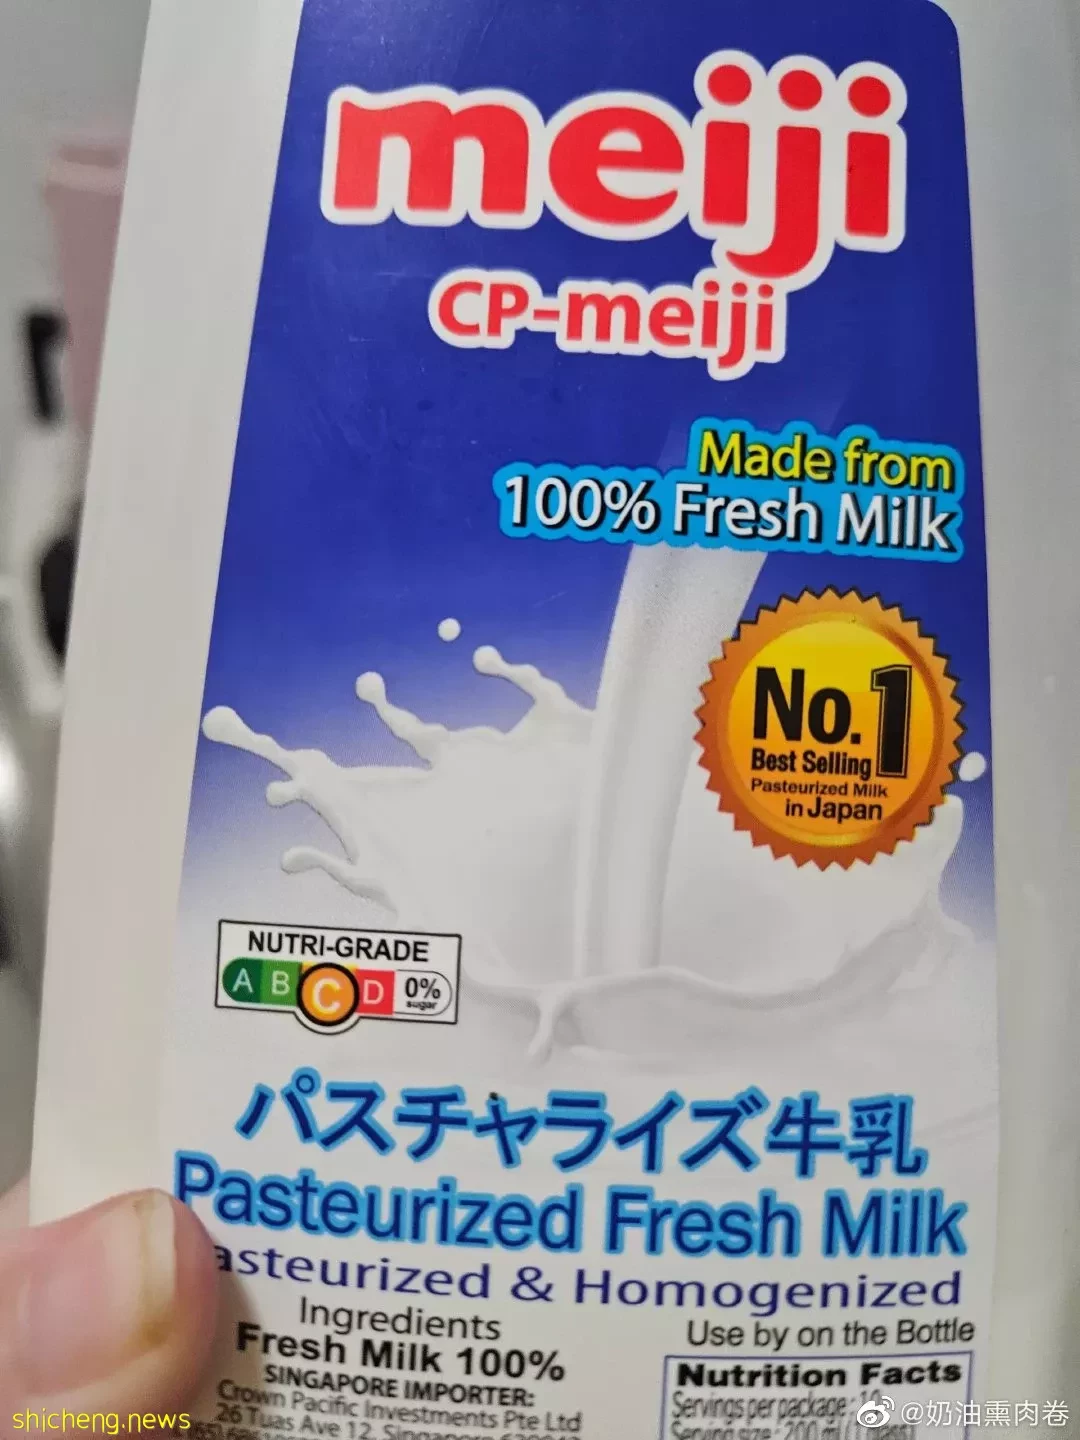 meiji
CP-meiji
Made from
100% Fresh Milk
No.1
Best Selling
Pasteurized Milk
in Japan
NUTRI-GRADE
A B C D 0%
sugar
パスチャライズ牛乳
Pasteurized Fresh Milk
asteurized & Homogenized
Ingredients
Fresh Milk 100%
SINGAPORE IMPORTER:
Crown Pacific Investments Pte Ltd
26 Tuas Ave 12, Singapore
Use by on the Bottle
Nutrition Facts
Servings per package: 10
Serving size: 200 ml
shicheng.news
@奶油熏肉卷